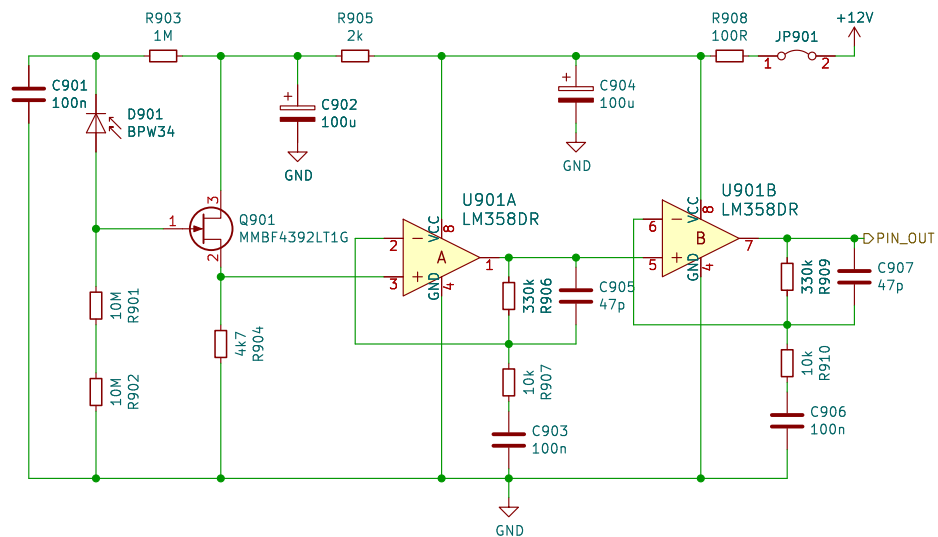 R903
1M
R905
2k
R908
100R
+12V
JP901
1
2
C901
100n
D901
BPW34
+
C902
100u
GND
+
C904
100u
GND
3
1
2
Q901
MMBF4392LT1G
U901A
LM358DR
VCC
8
2
−
A
1
3
+
GND
4
U901B
LM358DR
VCC
8
6
−
B
7
5
+
GND
4
PIN_OUT
10M
R901
10M
R902
4k7
R904
330k
R906
C905
47p
330k
R909
C907
47p
10k
R907
10k
R910
C903
100n
C906
100n
GND